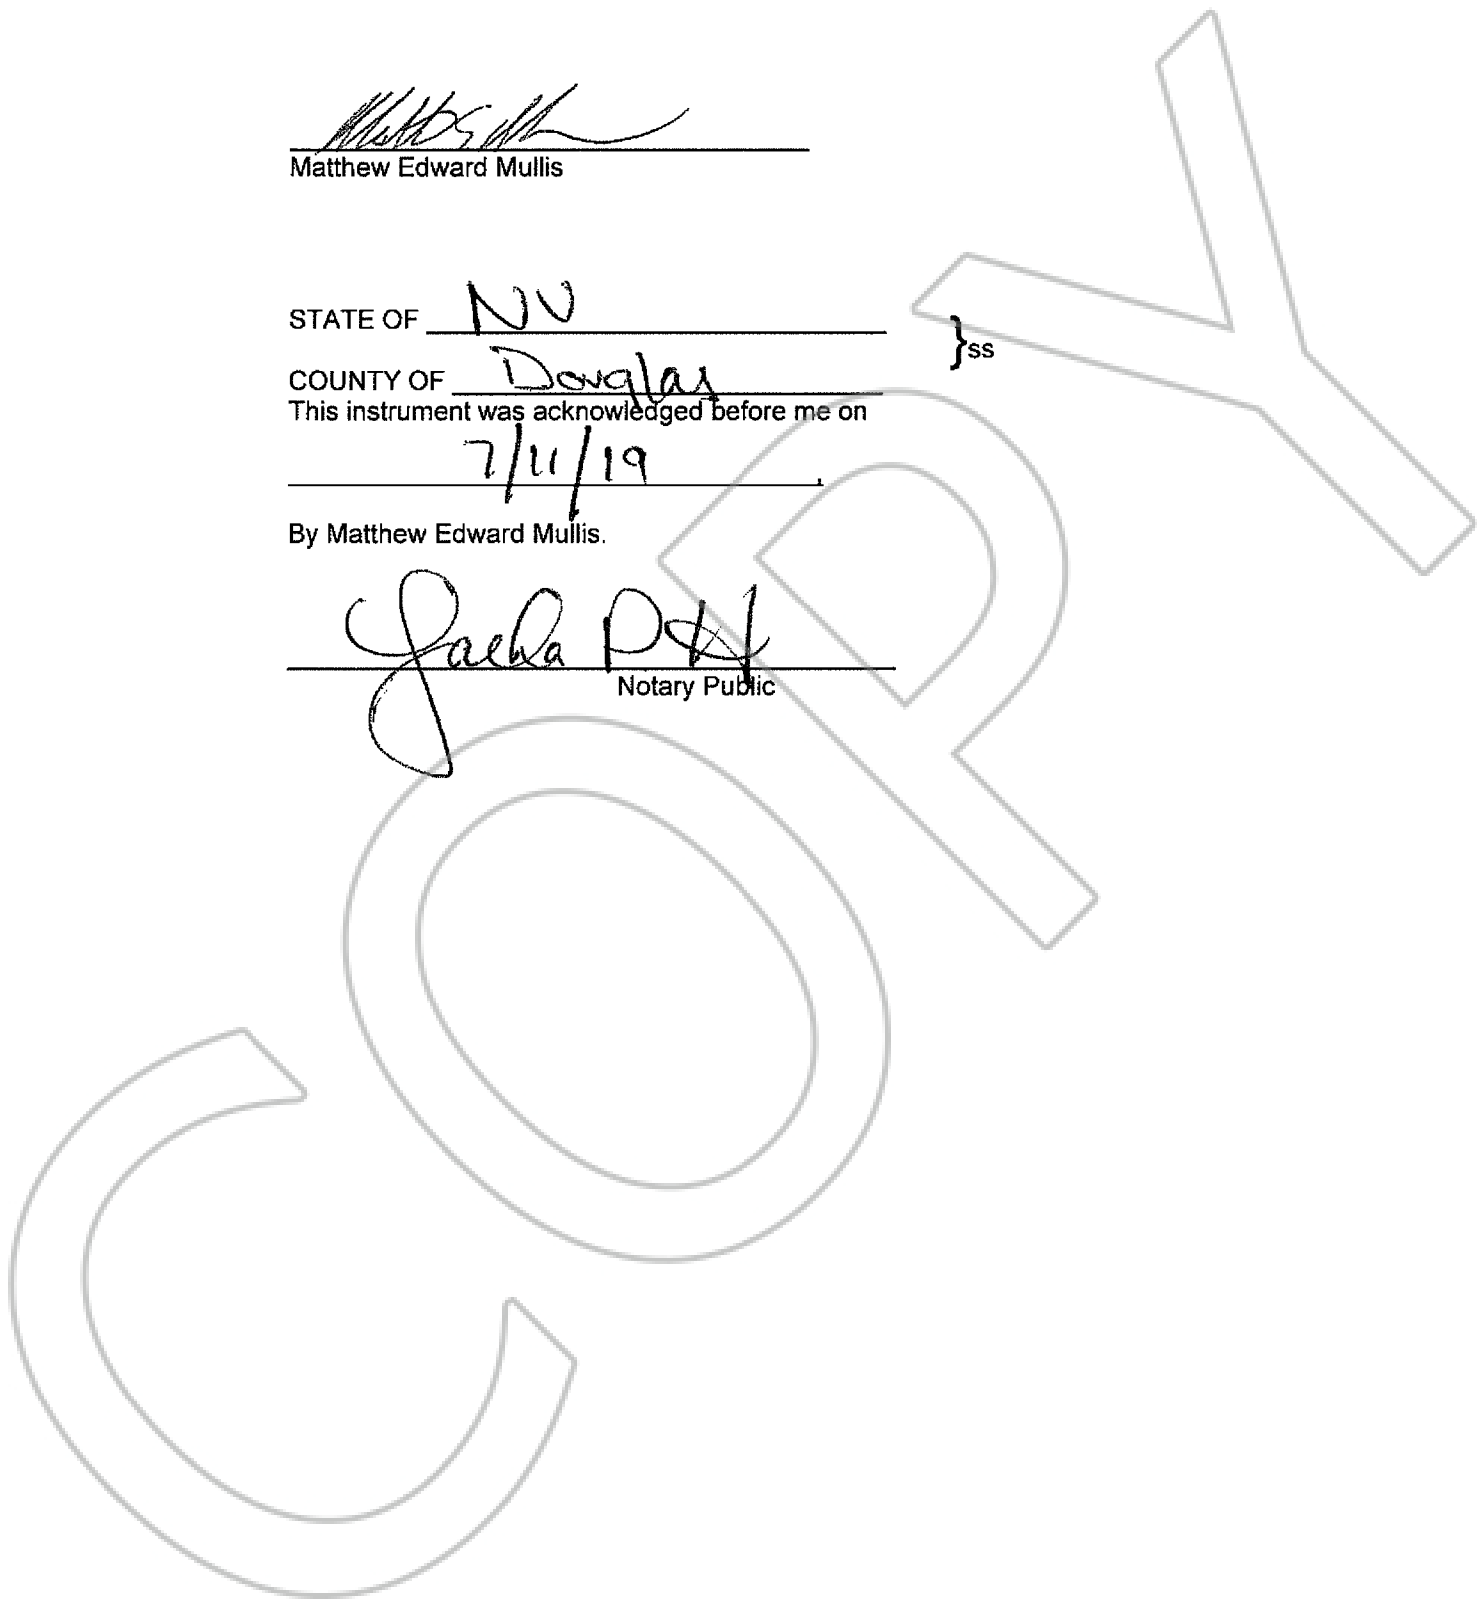 Matthew Edward Mullis
STATE OF NV
}ss
COUNTY OF Douglas
This instrument was acknowledged before me on
7/11/19 .
By Matthew Edward Mullis.
Notary Public
COPY